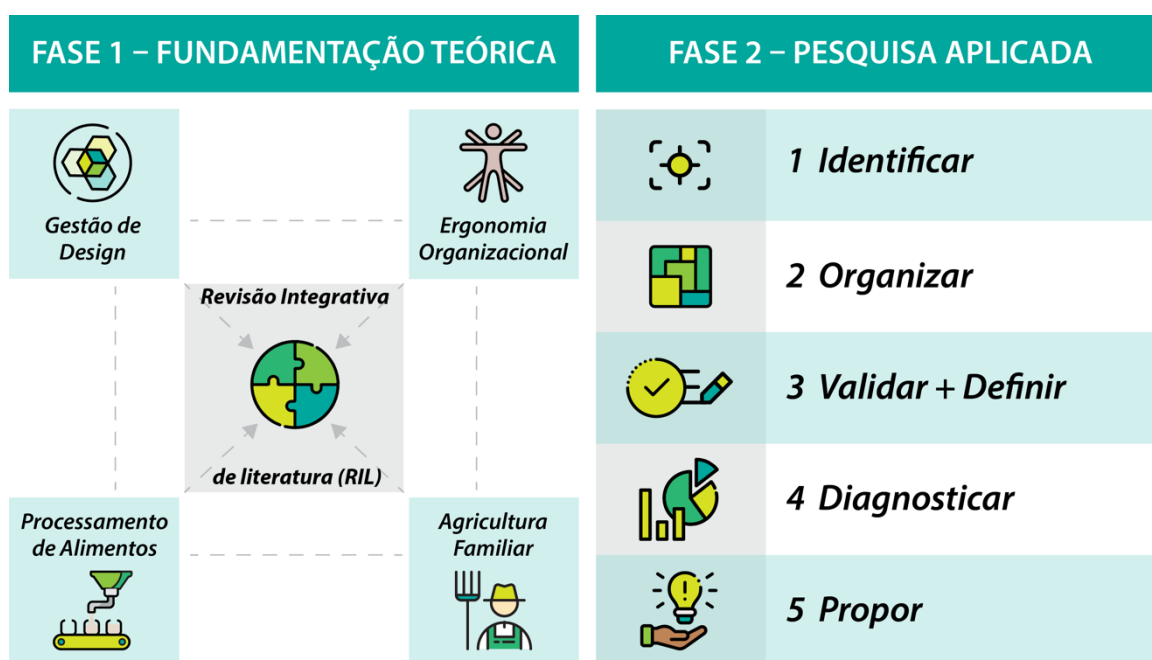 FASE 1 – FUNDAMENTAÇÃO TEÓRICA
Gestão de
Design
Ergonomia
Organizacional
Revisão Integrativa
de literatura (RIL)
Processamento
de Alimentos
Agricultura
Familiar
FASE 2 – PESQUISA APLICADA
1 Identificar
2 Organizar
3 Validar + Definir
4 Diagnosticar
5 Propor